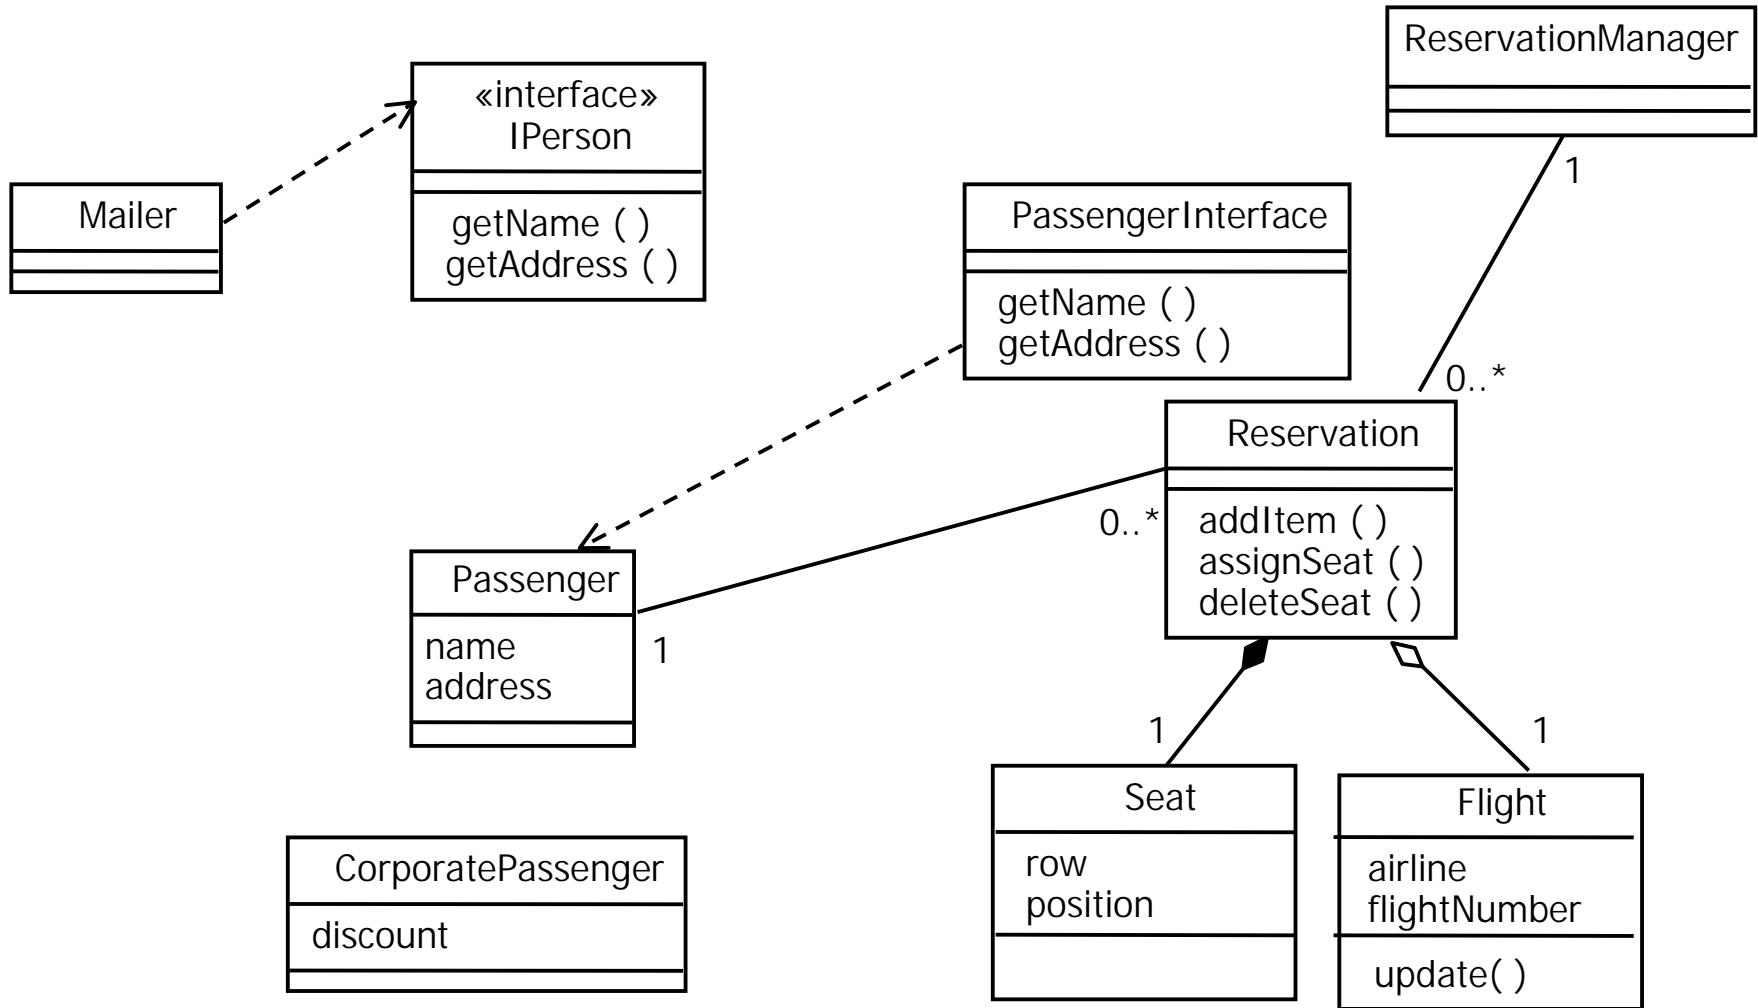 ReservationManager
1
0..*
«interface»
IPerson
getName ( )
getAddress ( )
Mailer
PassengerInterface
getName ( )
getAddress ( )
Reservation
addItem ( )
assignSeat ( )
deleteSeat ( )
0..*
1
Passenger
name
address
1
1
Seat
row
position
Flight
airline
flightNumber
update( )
CorporatePassenger
discount